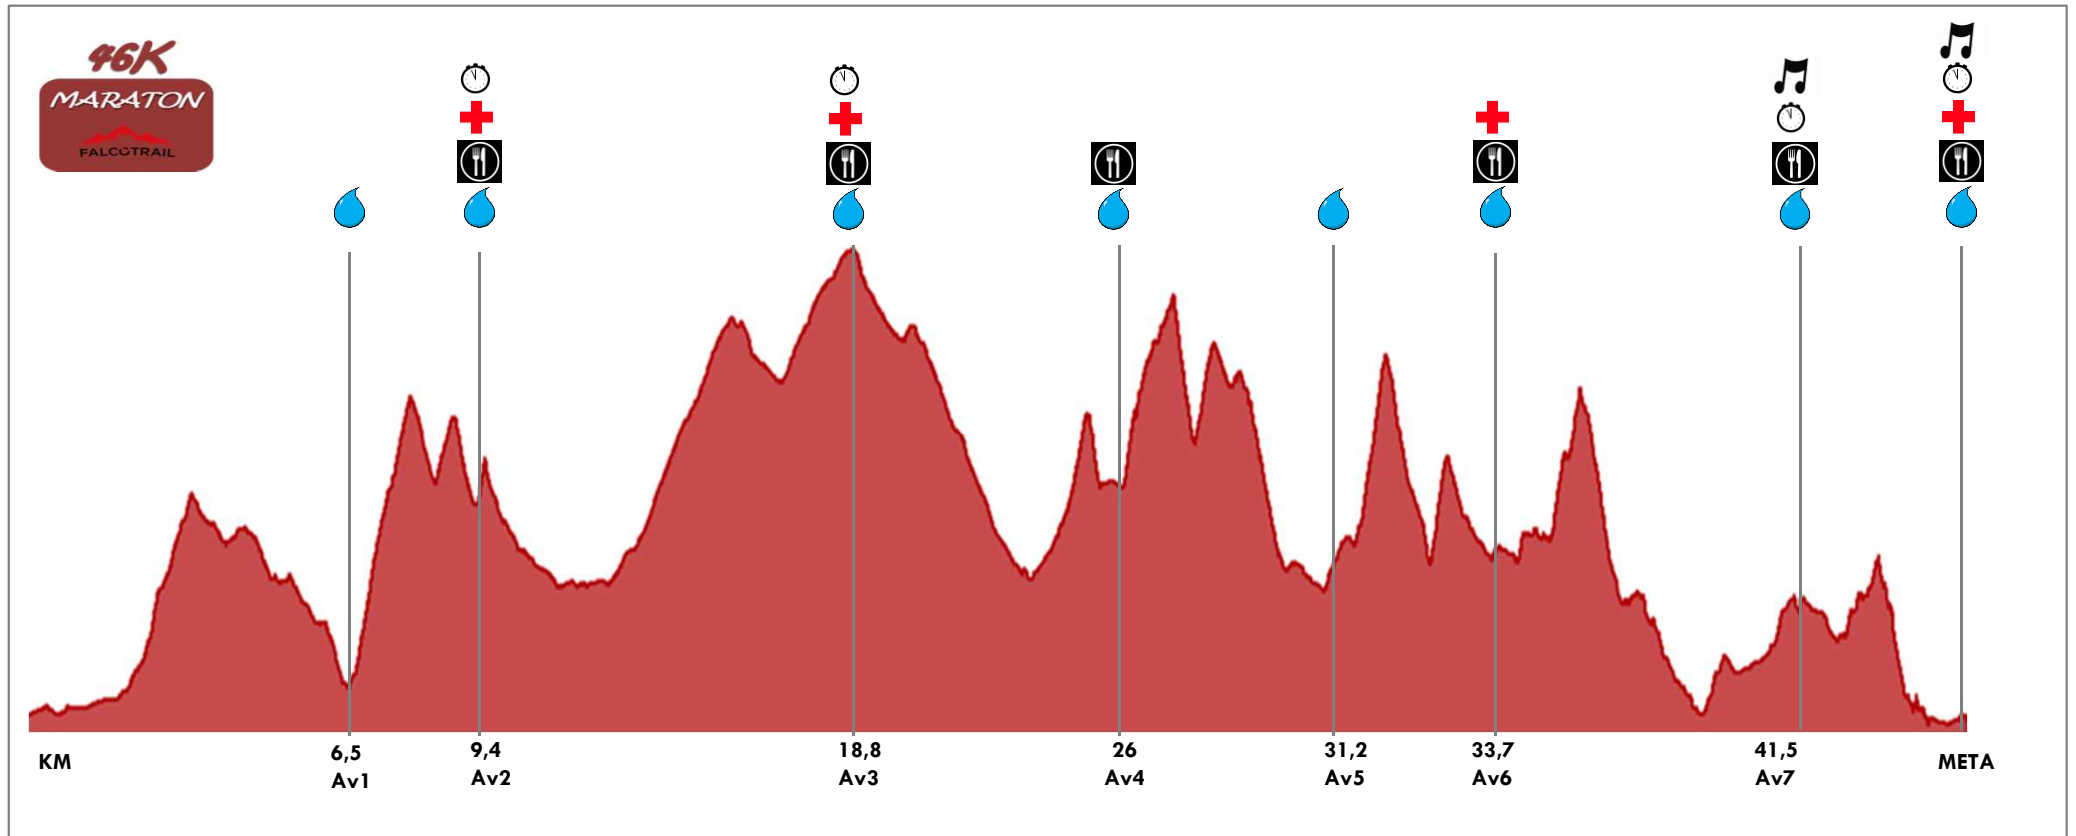 46K
MARATON
FALCOTRAIL
KM
6,5
Av1
9,4
Av2
18,8
Av3
26
Av4
31,2
Av5
33,7
Av6
41,5
Av7
META